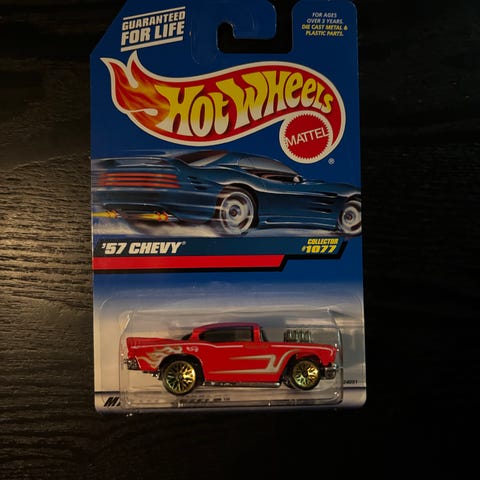 GUARANTEED
FOR LIFE
FOR AGES
OVER 3 YEARS.
DIE CAST METAL &
PLASTIC PARTS.
HOT WHEELS
MATTEL
®
'57 CHEVY
COLLECTOR
#1077